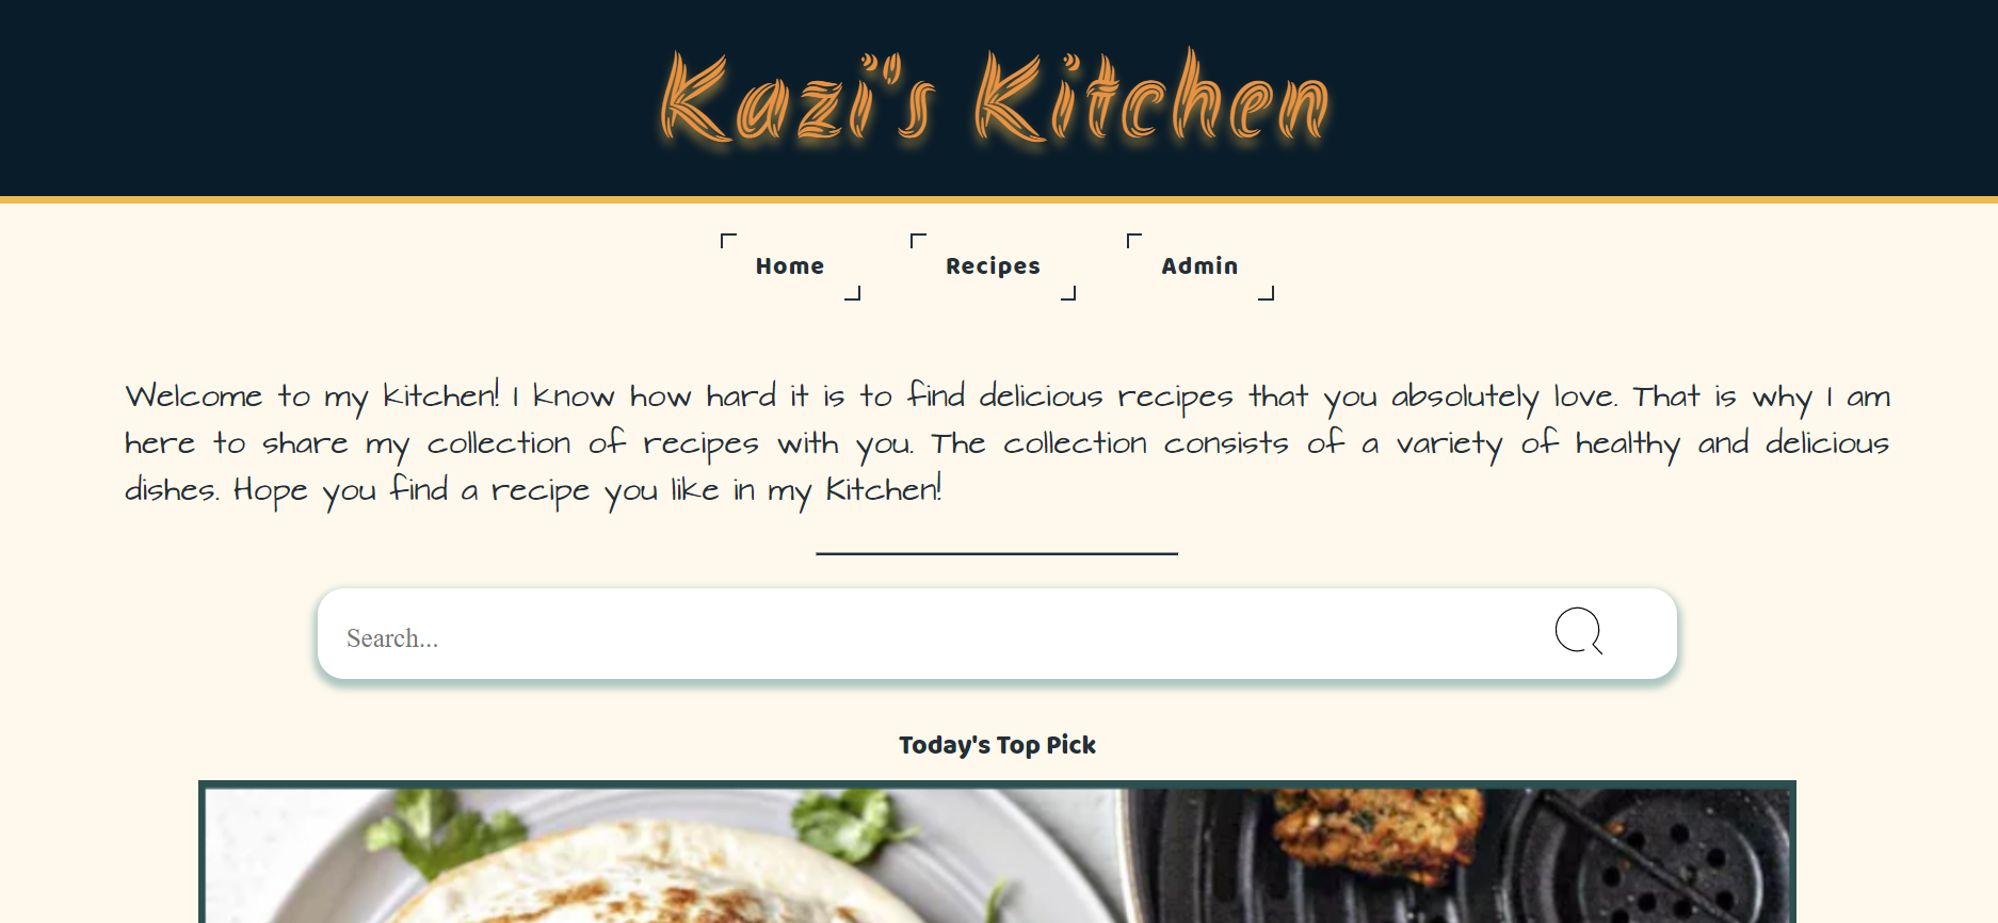 Kazi's Kitchen
Home Recipes Admin
Welcome to my kitchen! I know how hard it is to find delicious recipes that you absolutely love. That is why I am
here to share my collection of recipes with you. The collection consists of a variety of healthy and delicious
dishes. Hope you find a recipe you like in my Kitchen!
Search...
Today's Top Pick